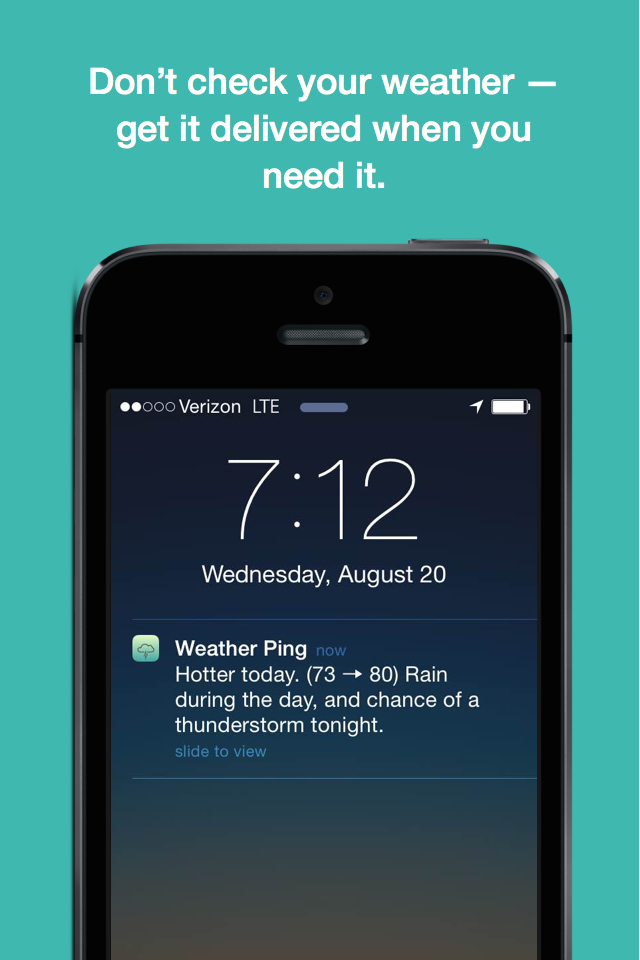 Don’t check your weather —
get it delivered when you
need it.
Verizon LTE
7:12
Wednesday, August 20
Weather Ping now
Hotter today. (73 → 80) Rain
during the day, and chance of a
thunderstorm tonight.
slide to view